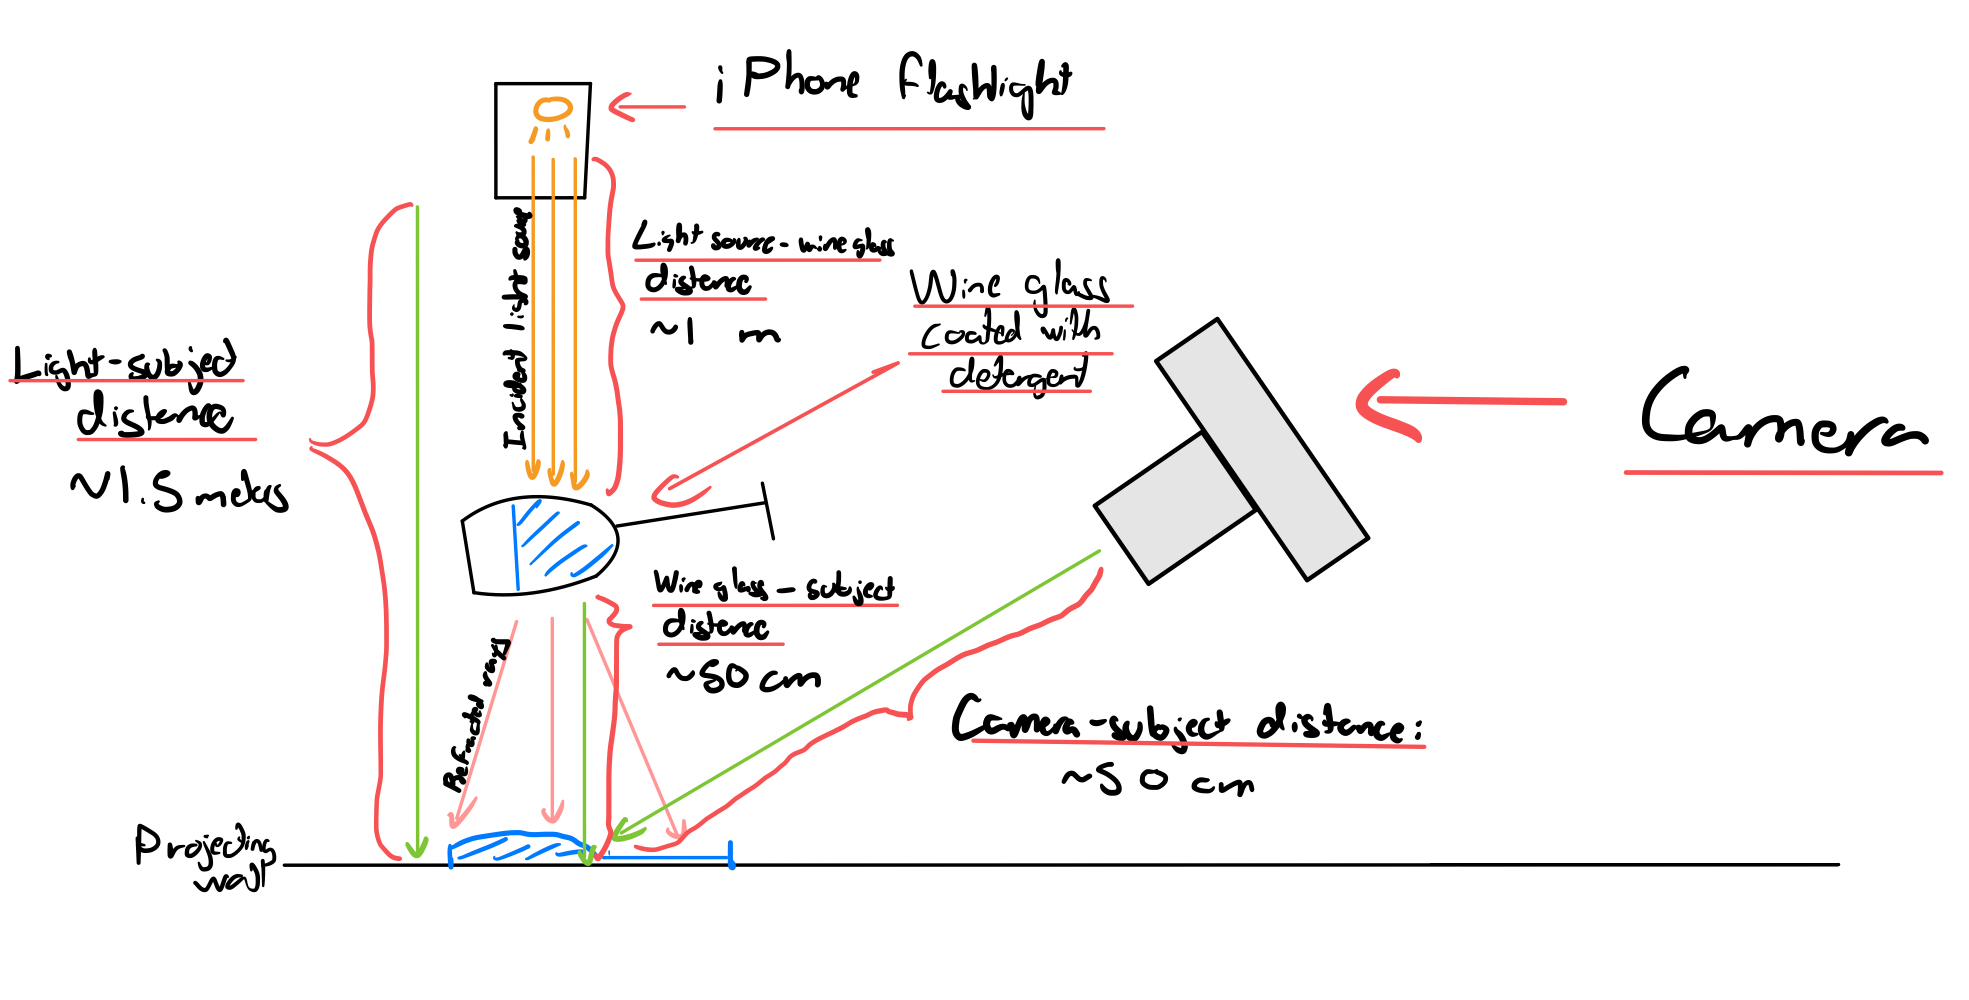 iPhone flashlight
Incident light source
Light source-wine glass
distance
~1 m
Wine glass
coated with
detergent
Camera
Light-subject
distance
~1.5 meters
Wine glass - subject
distance
~50 cm
Refracted rays
Camera-subject distance:
~50 cm
Projecting
wall